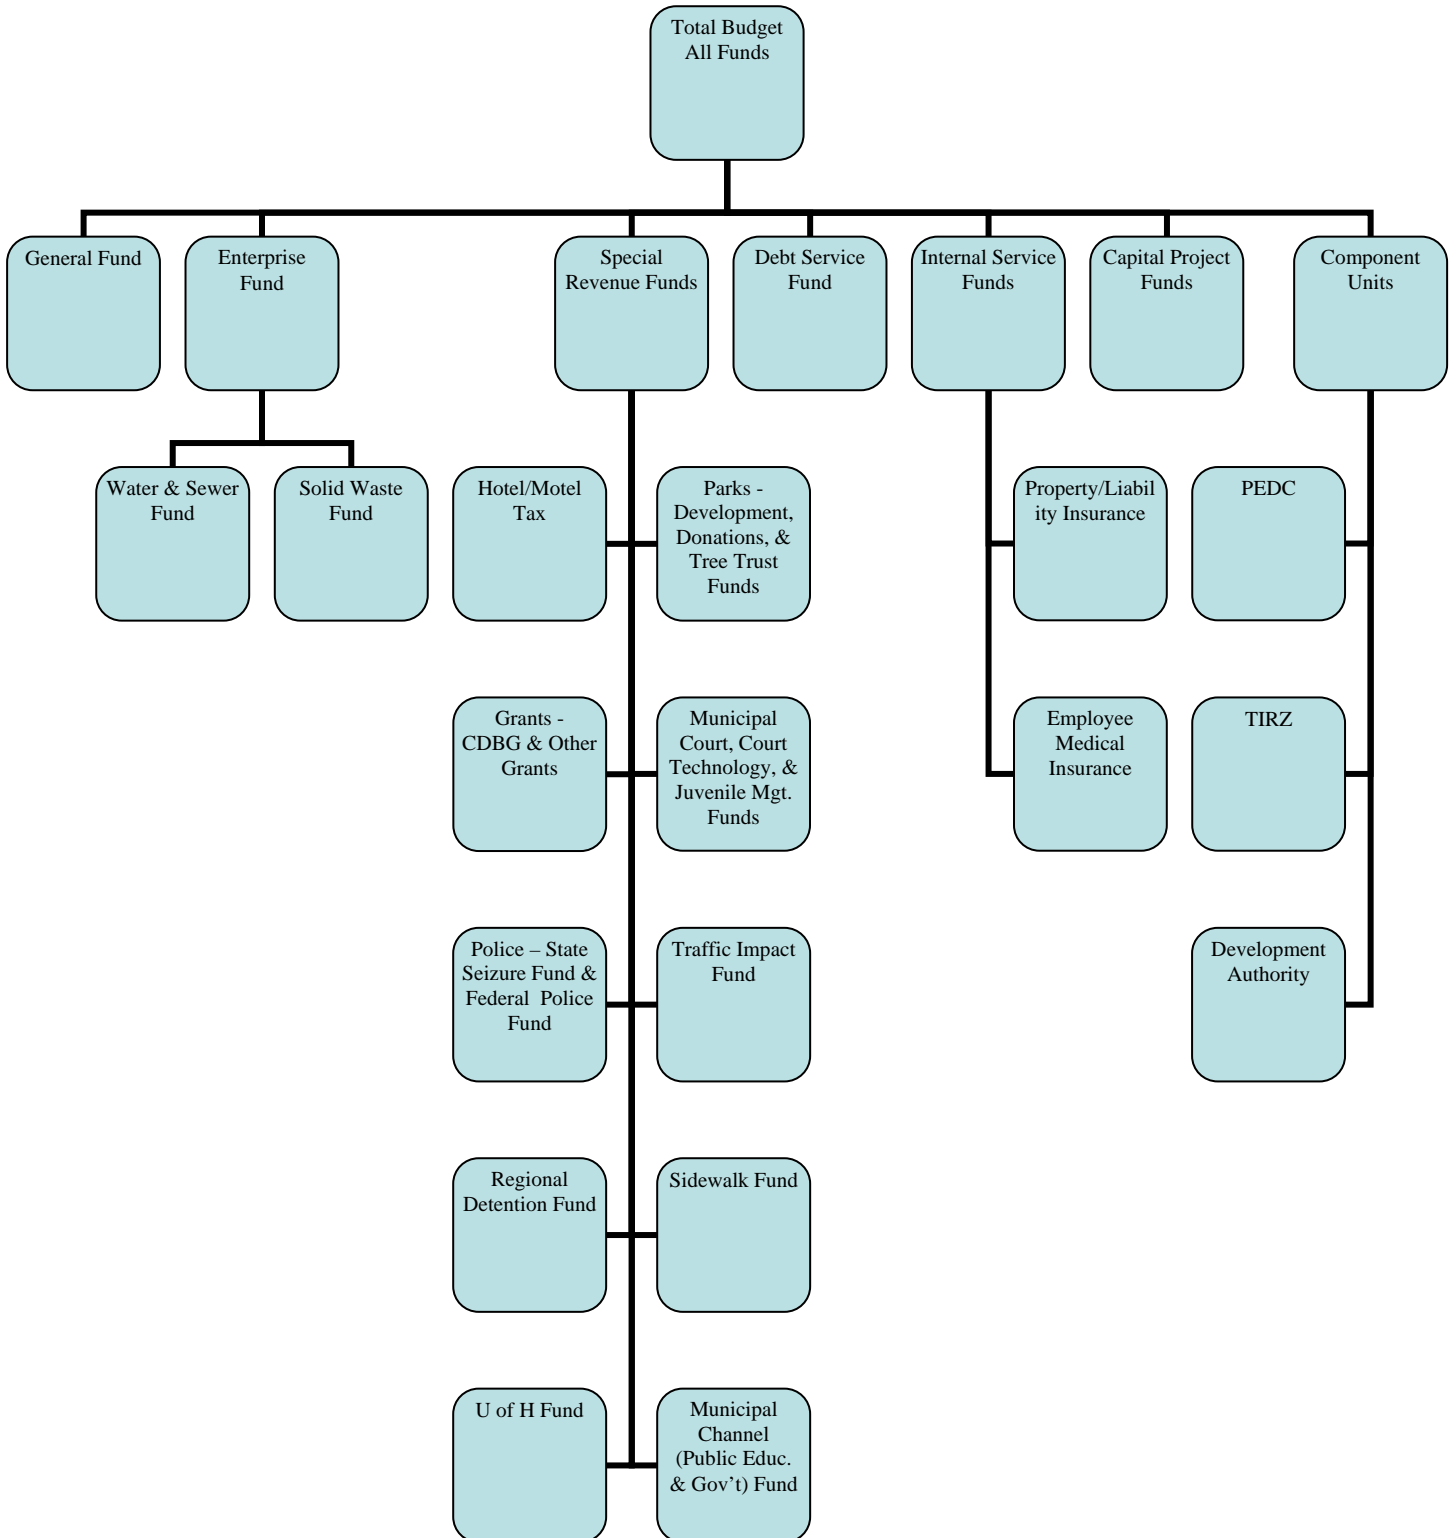 Total Budget
All Funds
General Fund
Enterprise
Fund
Special
Revenue Funds
Debt Service
Fund
Internal Service
Funds
Capital Project
Funds
Component
Units
Water & Sewer
Fund
Solid Waste
Fund
Hotel/Motel
Tax
Parks -
Development,
Donations, &
Tree Trust
Funds
Property/Liabil
ity Insurance
PEDC
Grants -
CDBG & Other
Grants
Municipal
Court, Court
Technology, &
Juvenile Mgt.
Funds
Employee
Medical
Insurance
TIRZ
Police – State
Seizure Fund &
Federal  Police
Fund
Traffic Impact
Fund
Development
Authority
Regional
Detention Fund
Sidewalk Fund
U of H Fund
Municipal
Channel
(Public Educ.
& Gov’t) Fund